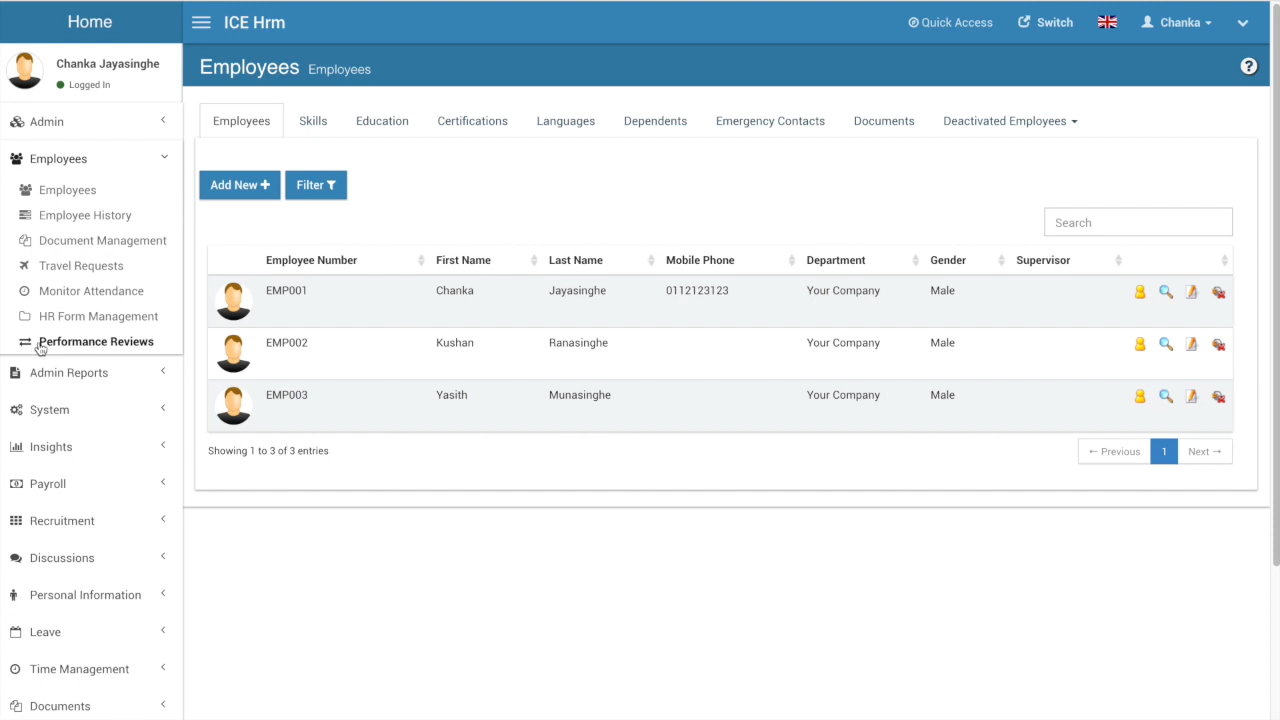 Home
ICE Hrm
Quick Access
Switch
Chanka
Chanka Jayasinghe
Logged In
Employees Employees
Admin
Employees
Employees
Employee History
Document Management
Travel Requests
Monitor Attendance
HR Form Management
Performance Reviews
Admin Reports
System
Insights
Payroll
Recruitment
Discussions
Personal Information
Leave
Time Management
Documents
Employees Skills Education Certifications Languages Dependents Emergency Contacts Documents Deactivated Employees
Add New Filter
Search
Employee Number First Name Last Name Mobile Phone Department Gender Supervisor
EMP001 Chanka Jayasinghe 0112123123 Your Company Male
EMP002 Kushan Ranasinghe Your Company Male
EMP003 Yasith Munasinghe Your Company Male
Showing 1 to 3 of 3 entries
← Previous 1 Next →